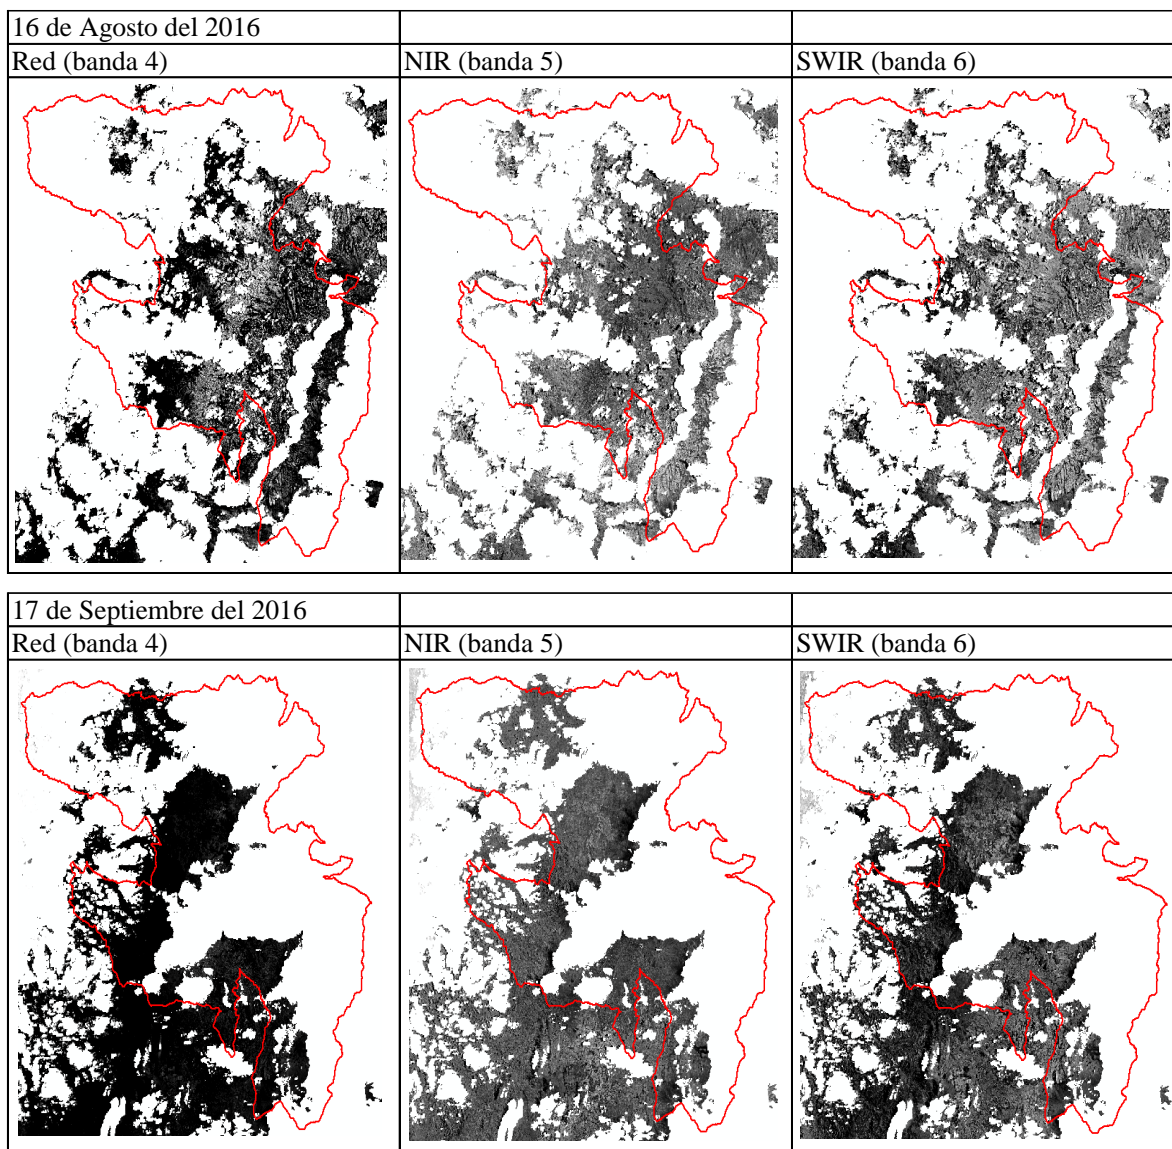 16 de Agosto del 2016
Red (banda 4) NIR (banda 5) SWIR (banda 6)
17 de Septiembre del 2016
Red (banda 4) NIR (banda 5) SWIR (banda 6)